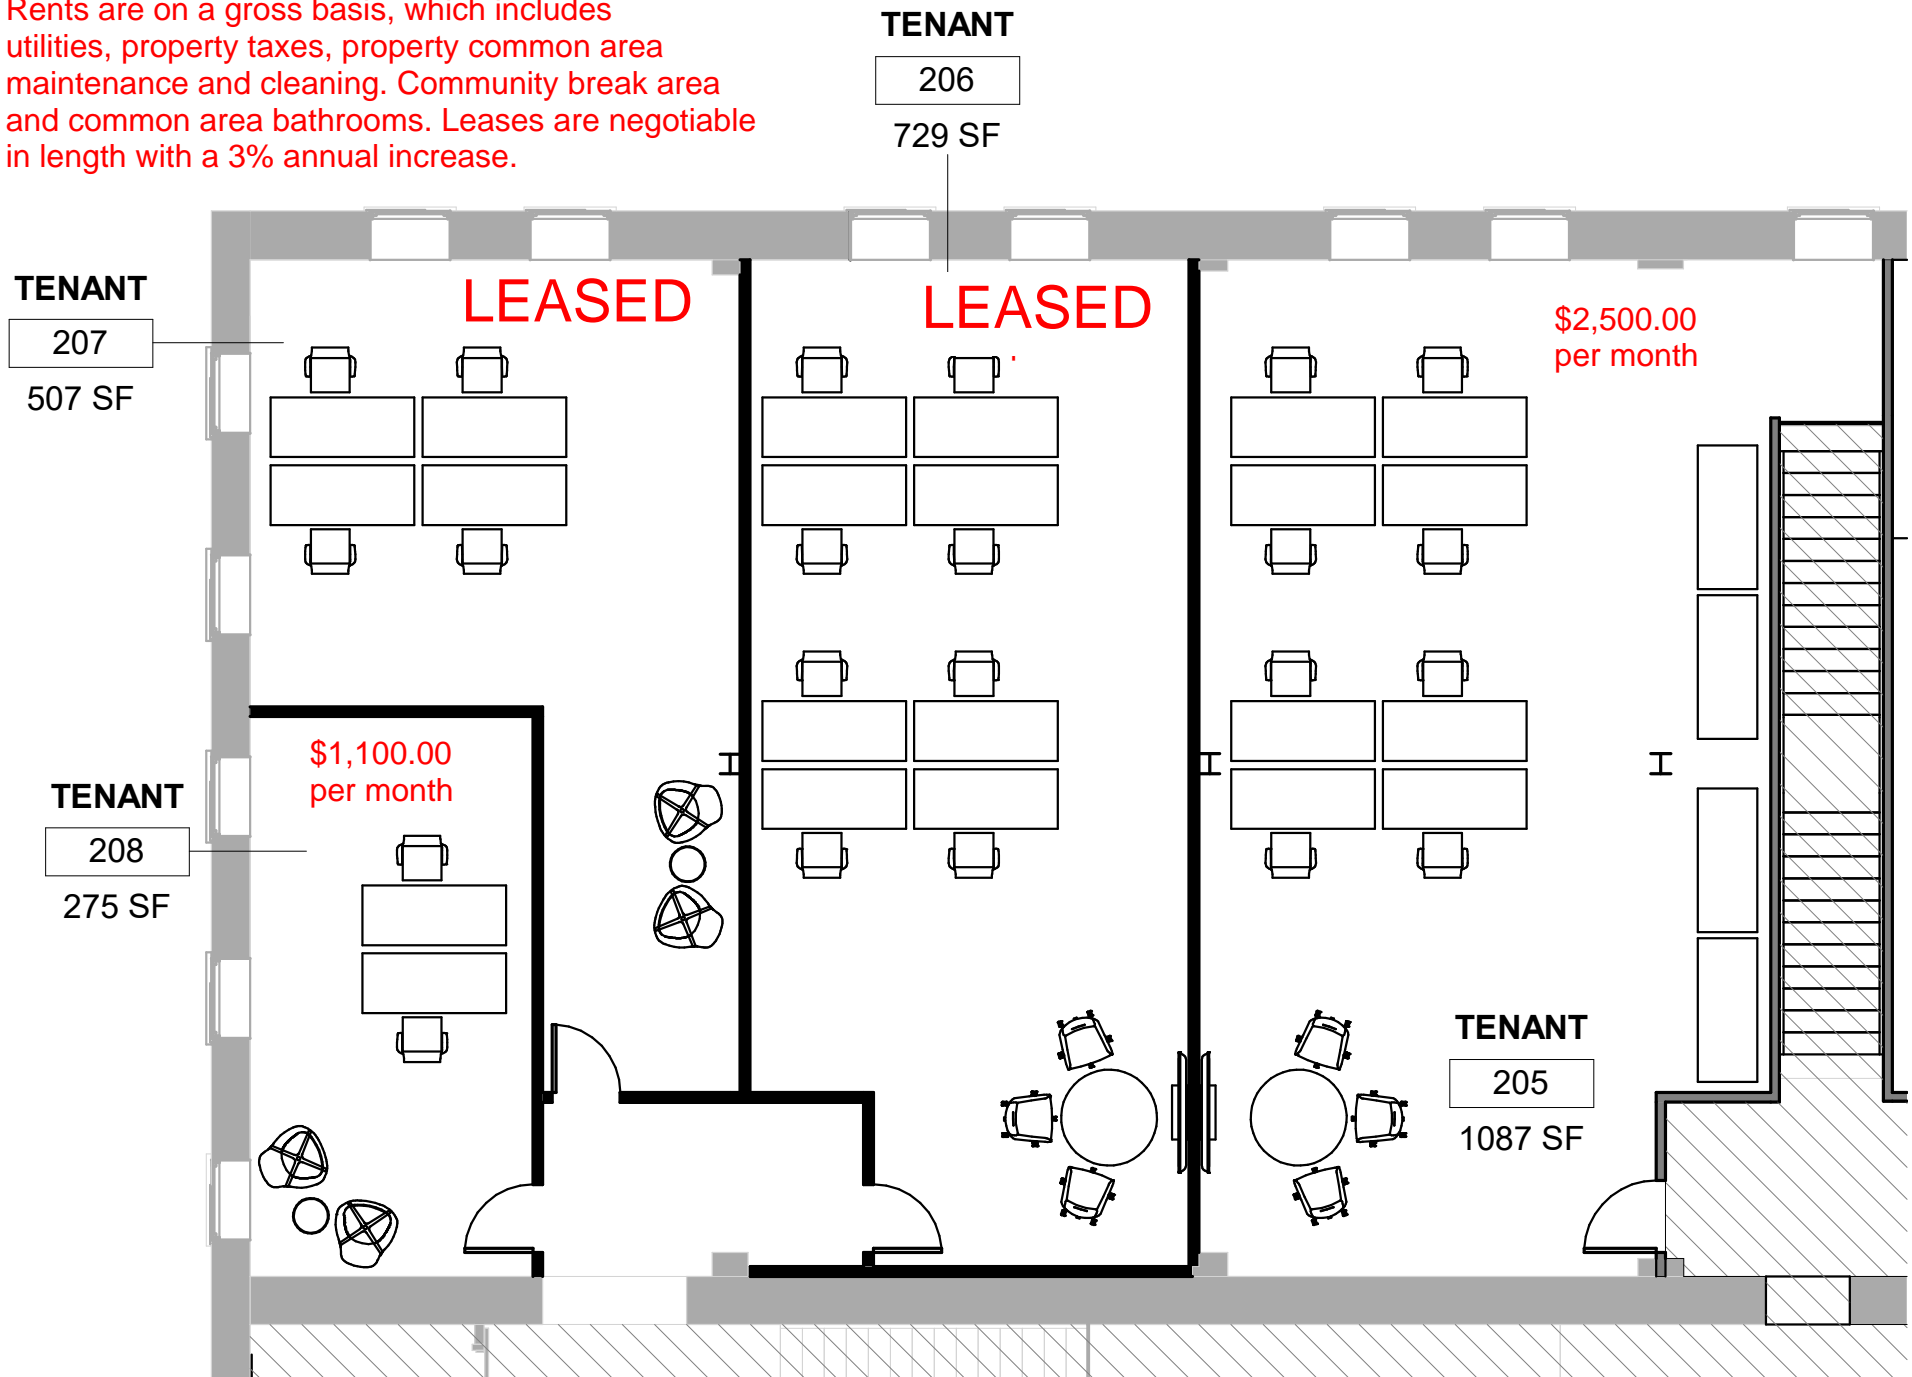 Rents are on a gross basis, which includes
utilities, property taxes, property common area
maintenance and cleaning. Community break area
and common area bathrooms. Leases are negotiable
in length with a 3% annual increase.
TENANT
206
729 SF
TENANT
207
507 SF
LEASED
LEASED
$2,500.00
per month
$1,100.00
per month
TENANT
208
275 SF
TENANT
205
1087 SF